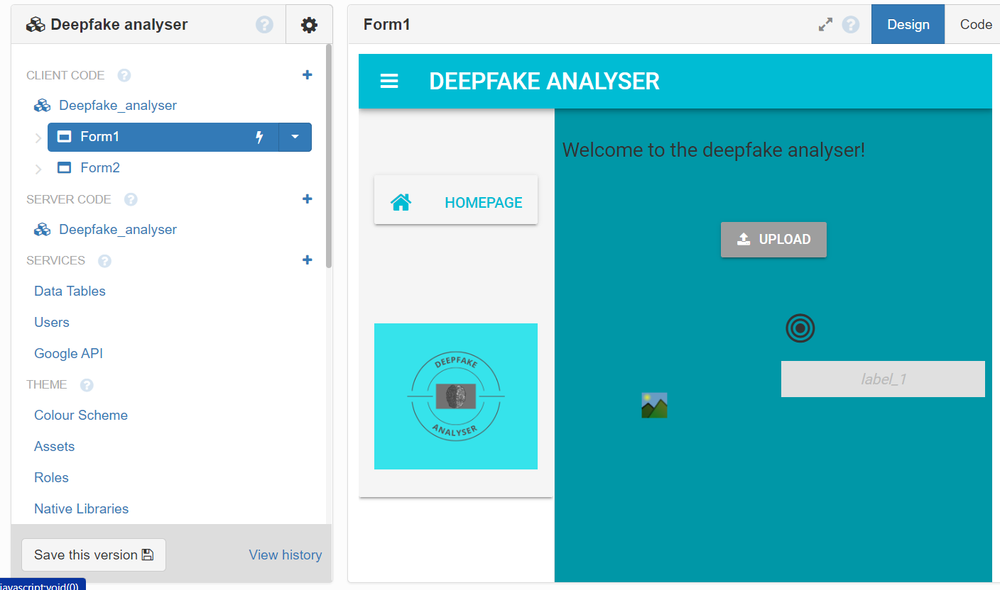 Deepfake analyser
CLIENT CODE
Deepfake_analyser
Form1
Form2
SERVER CODE
Deepfake_analyser
SERVICES
Data Tables
Users
Google API
THEME
Colour Scheme
Assets
Roles
Native Libraries
Save this version
View history
javascript:void(0)
Form1
Design
Code
DEEPFAKE ANALYSER
HOMEPAGE
DEEPFAKE
ANALYSER
Welcome to the deepfake analyser!
UPLOAD
label_1